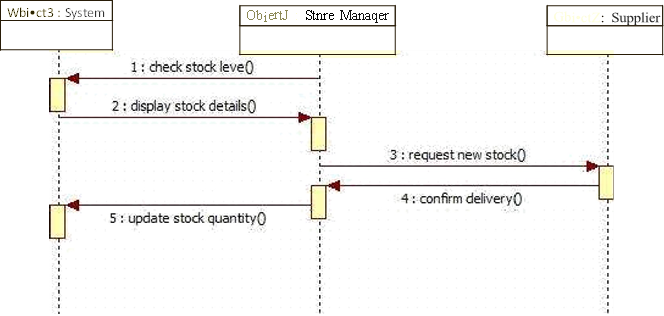 Wbi•ct3 : System
ObiertJ Stnre Manaqer
: Supplier
1 : check stock leve()
2 : display stock details()
3 : request new stock()
4 : confirm delivery()
5 : update stock quantity()